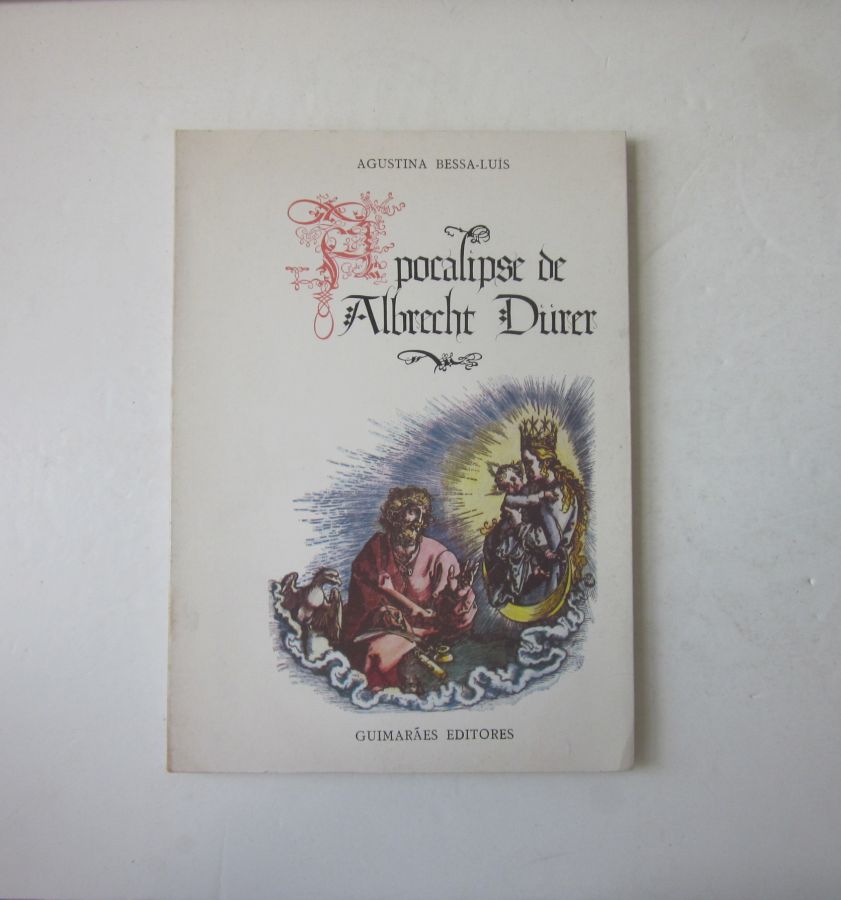 AGUSTINA BESSA-LUÍS
Apocalipse de
Albrecht Dürer
GUIMARÃES EDITORES